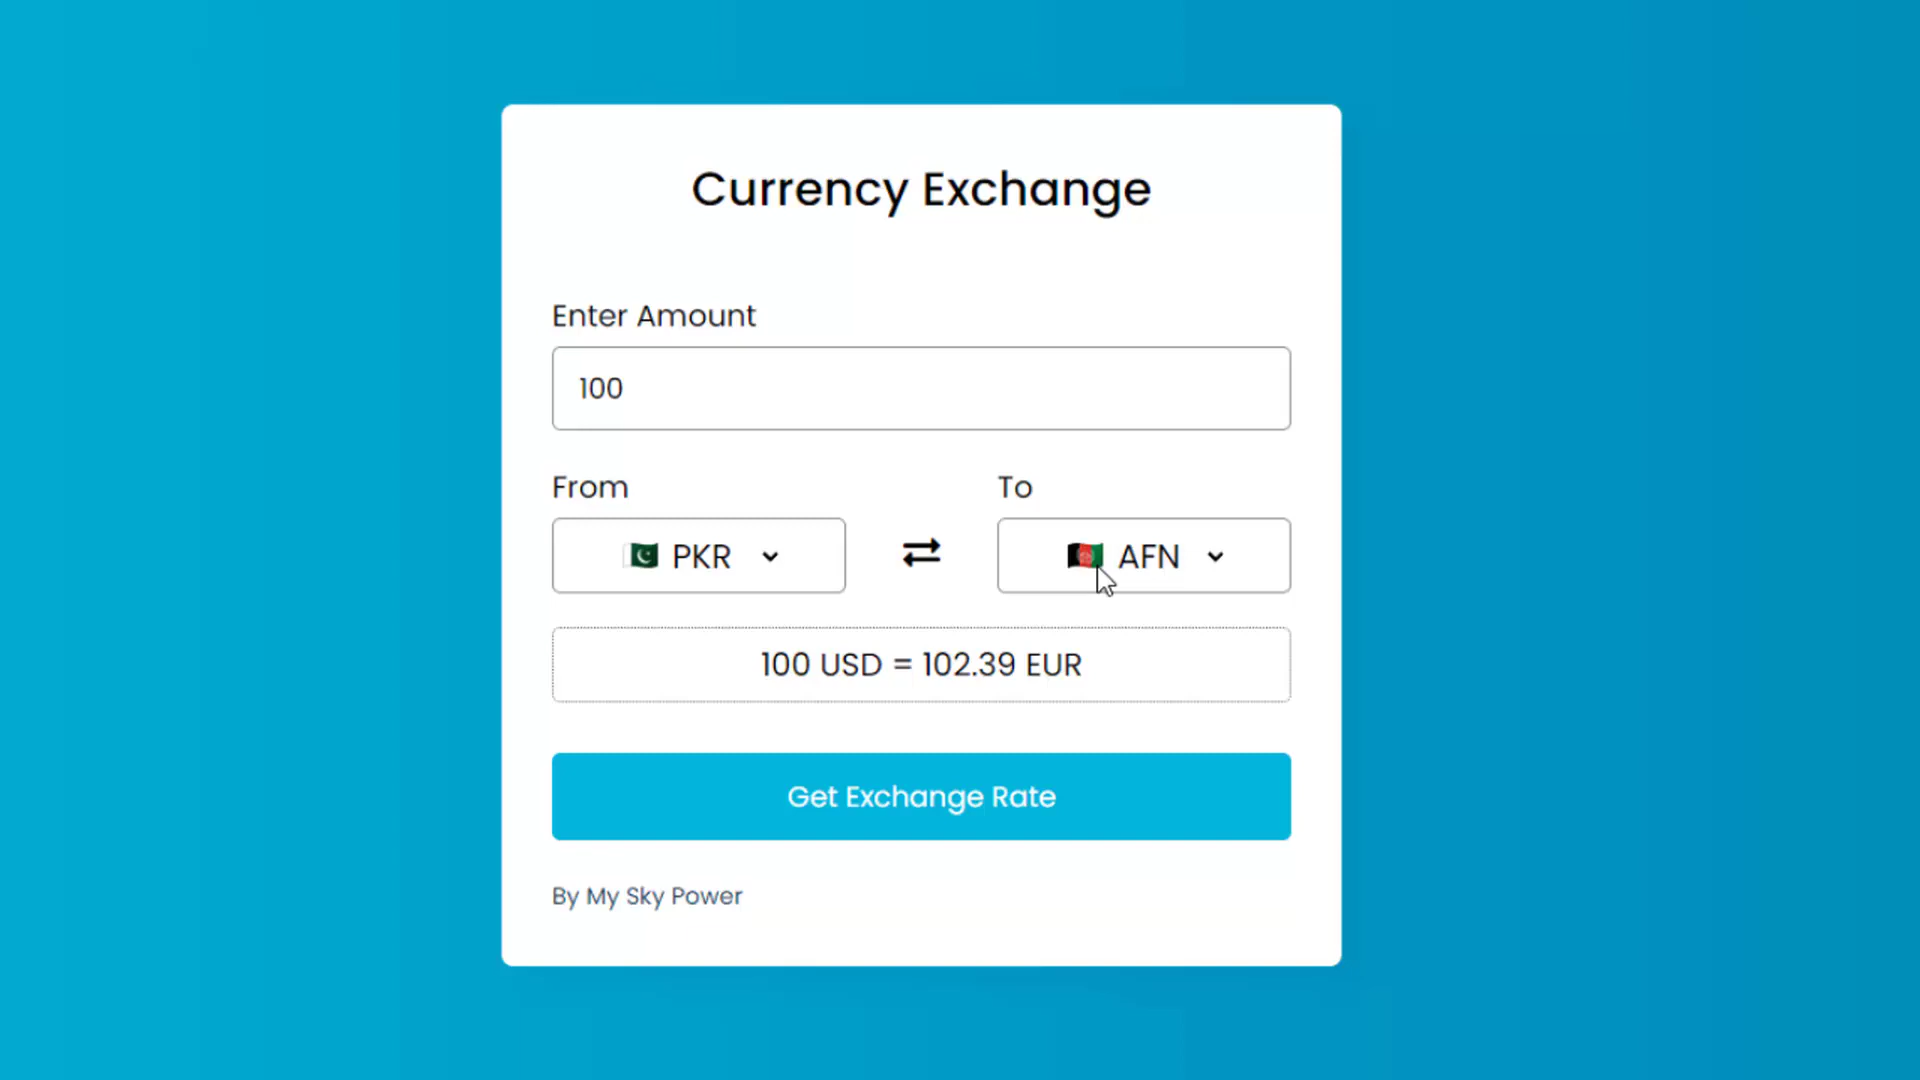 Currency Exchange
Enter Amount
100
From
To
PKR
AFN
100 USD = 102.39 EUR
Get Exchange Rate
By My Sky Power